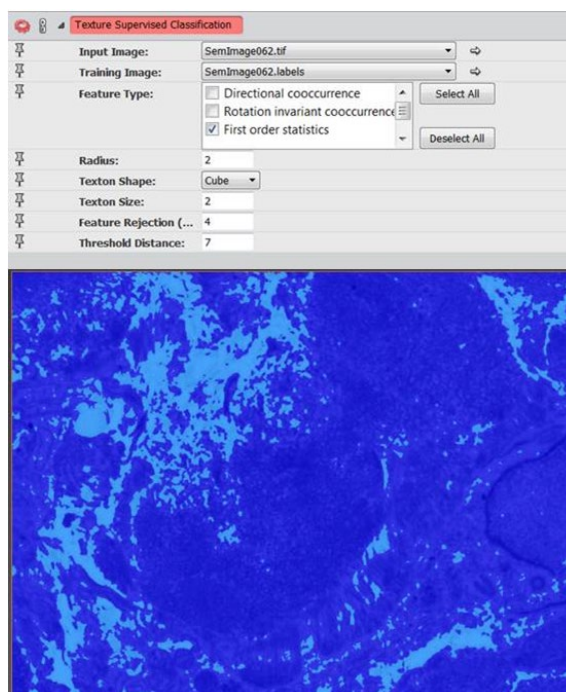 Texture Supervised Classification
Input Image: SemImage062.tif
Training Image: SemImage062.labels
Feature Type: Directional cooccurrence Select All
Rotation invariant cooccurrence
First order statistics Deselect All
Radius: 2
Texton Shape: Cube
Texton Size: 2
Feature Rejection (... 4
Threshold Distance: 7